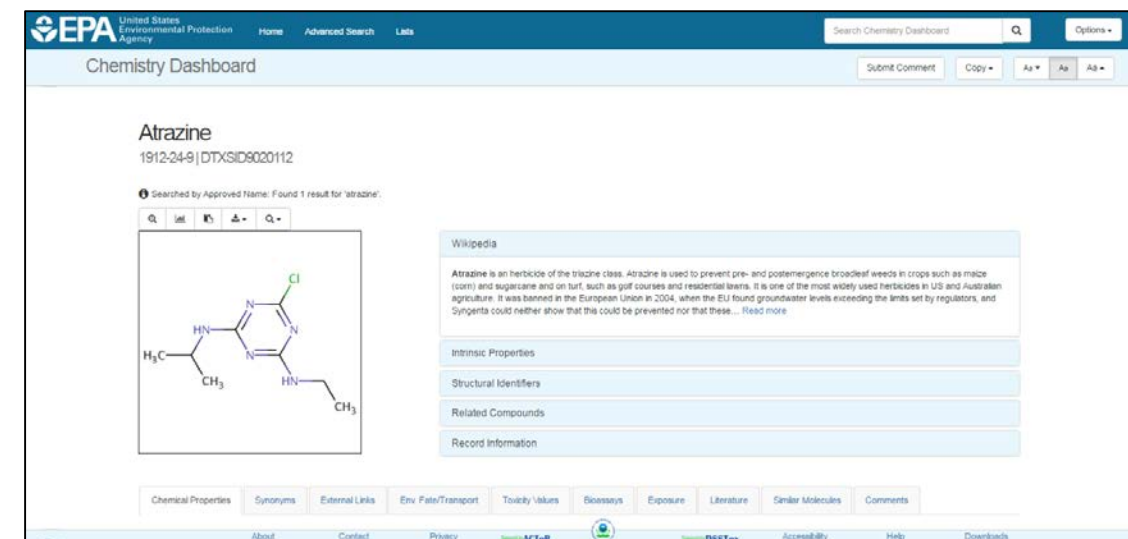 EPA United States Environmental Protection Agency Home Advanced Search Lists Search Chemistry Dashboard Options
Chemistry Dashboard Submit Comment Copy Aa Aa Aa
Atrazine
1912-24-9 | DTXSID9020112
Searched by Approved Name: Found 1 result for 'atrazine'.
Cl
N
HN N
H3C N
CH3 HN
CH3
Wikipedia
Atrazine is an herbicide of the triazine class. Atrazine is used to prevent pre- and postemergence broadleaf weeds in crops such as maize
(corn) and sugarcane and on turf, such as golf courses and residential lawns. It is one of the most widely used herbicides in US and Australian
agriculture. It was banned in the European Union in 2004, when the EU found groundwater levels exceeding the limits set by regulators, and
Syngenta could neither show that this could be prevented nor that these... Read more
Intrinsic Properties
Structural Identifiers
Related Compounds
Record Information
Chemical Properties Synonyms External Links Env. Fate/Transport Toxicity Values Bioassays Exposure Literature Similar Molecules Comments
About Contact Privacy ACToR DSSTox Accessibility Help Downloads